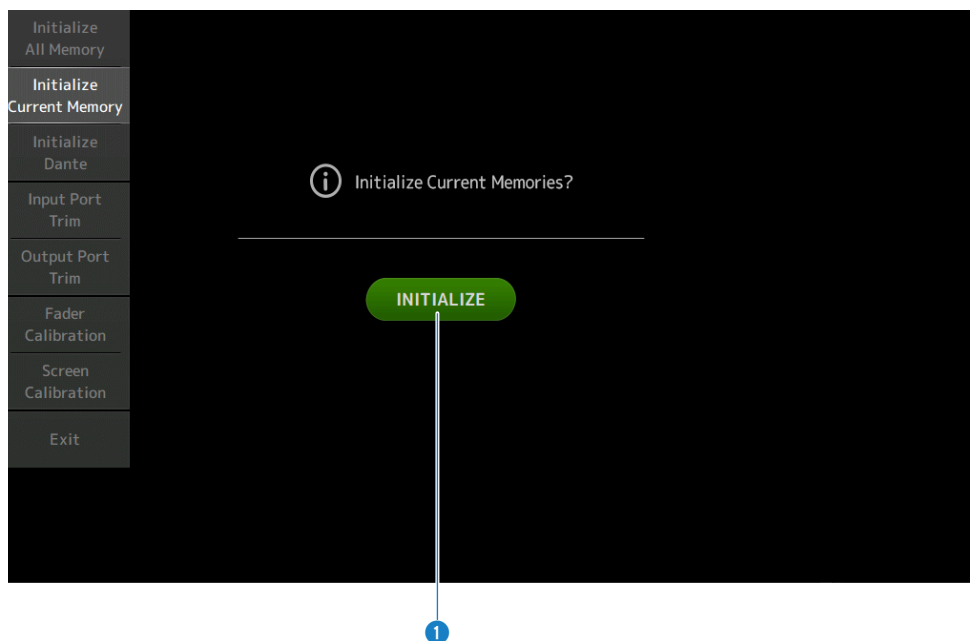 Initialize
All Memory
Initialize
Current Memory
Initialize
Dante
Input Port
Trim
Output Port
Trim
Fader
Calibration
Screen
Calibration
Exit
Initialize Current Memories?
INITIALIZE
1